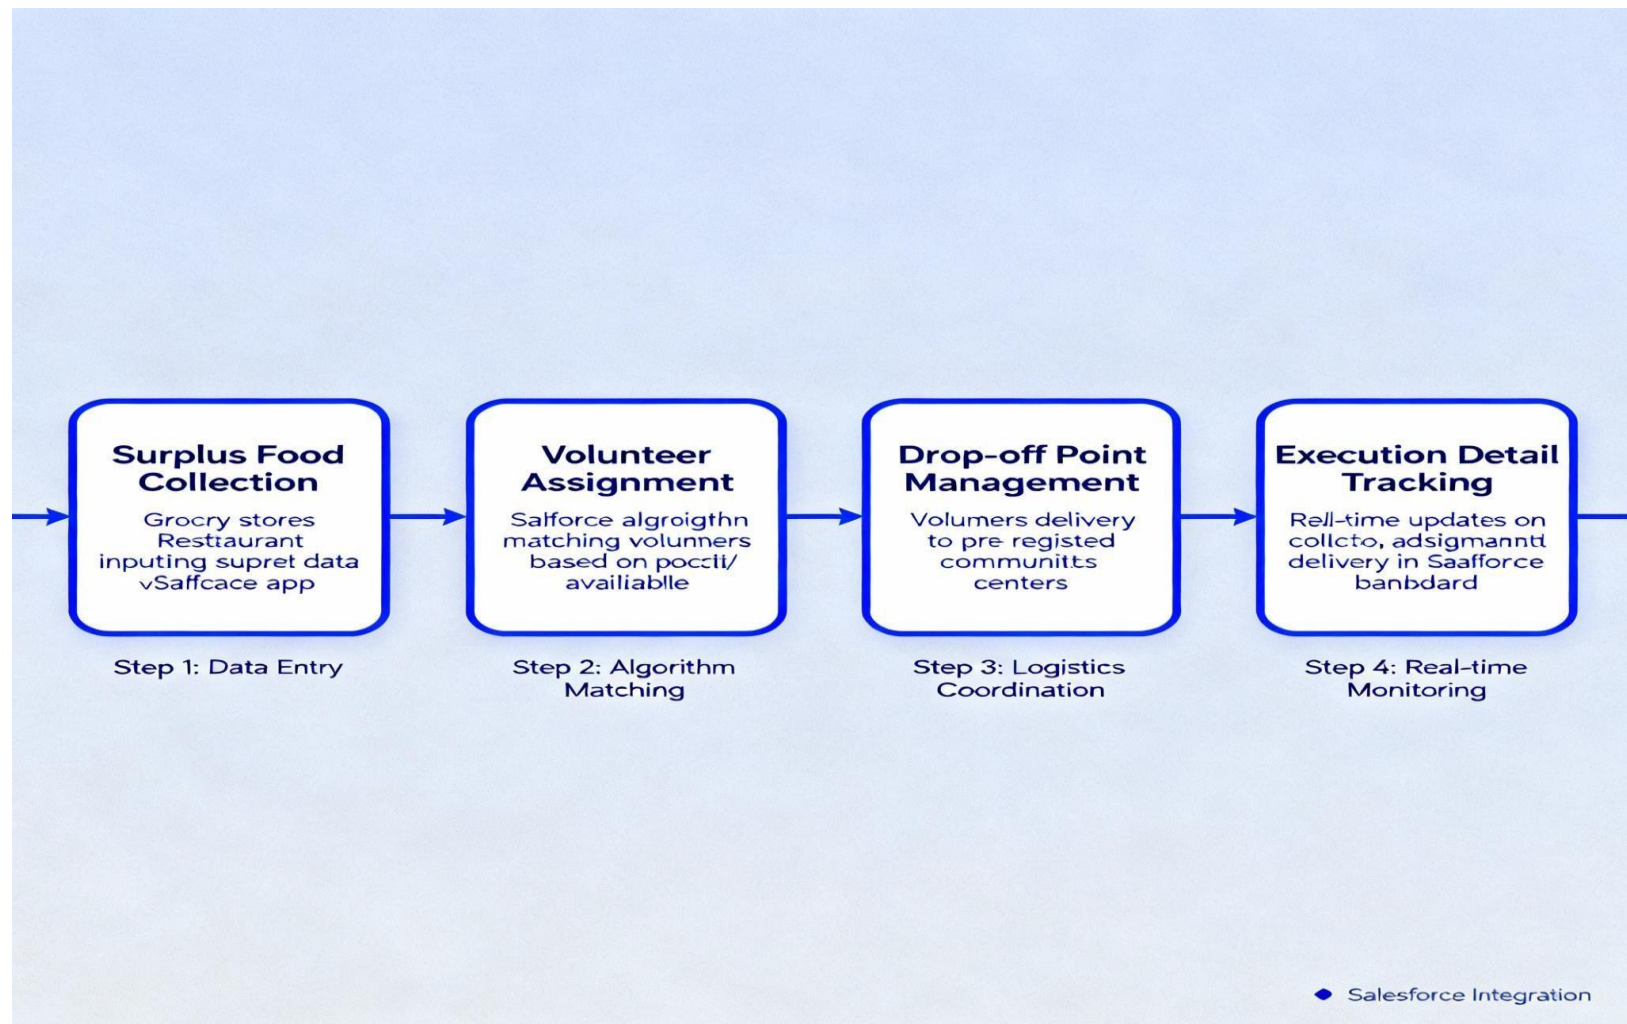 Surplus Food
Collection
Grocry stores
Resttaurant
inputing supret data
vSaffcace app
Step 1: Data Entry
Volunteer
Assignment
Salforce algroigthn
matching volunners
based on
availiablle
Step 2: Algorithm
Matching
Drop-off Point
Management
Volumers delivery
to pre registed
communitts
centers
Step 3: Logistics
Coordination
Execution Detail
Tracking
Rell-time updates on
collcto, adsigmanntl
delivery in Saafforce
banbdard
Step 4: Real-time
Monitoring
Salesforce Integration